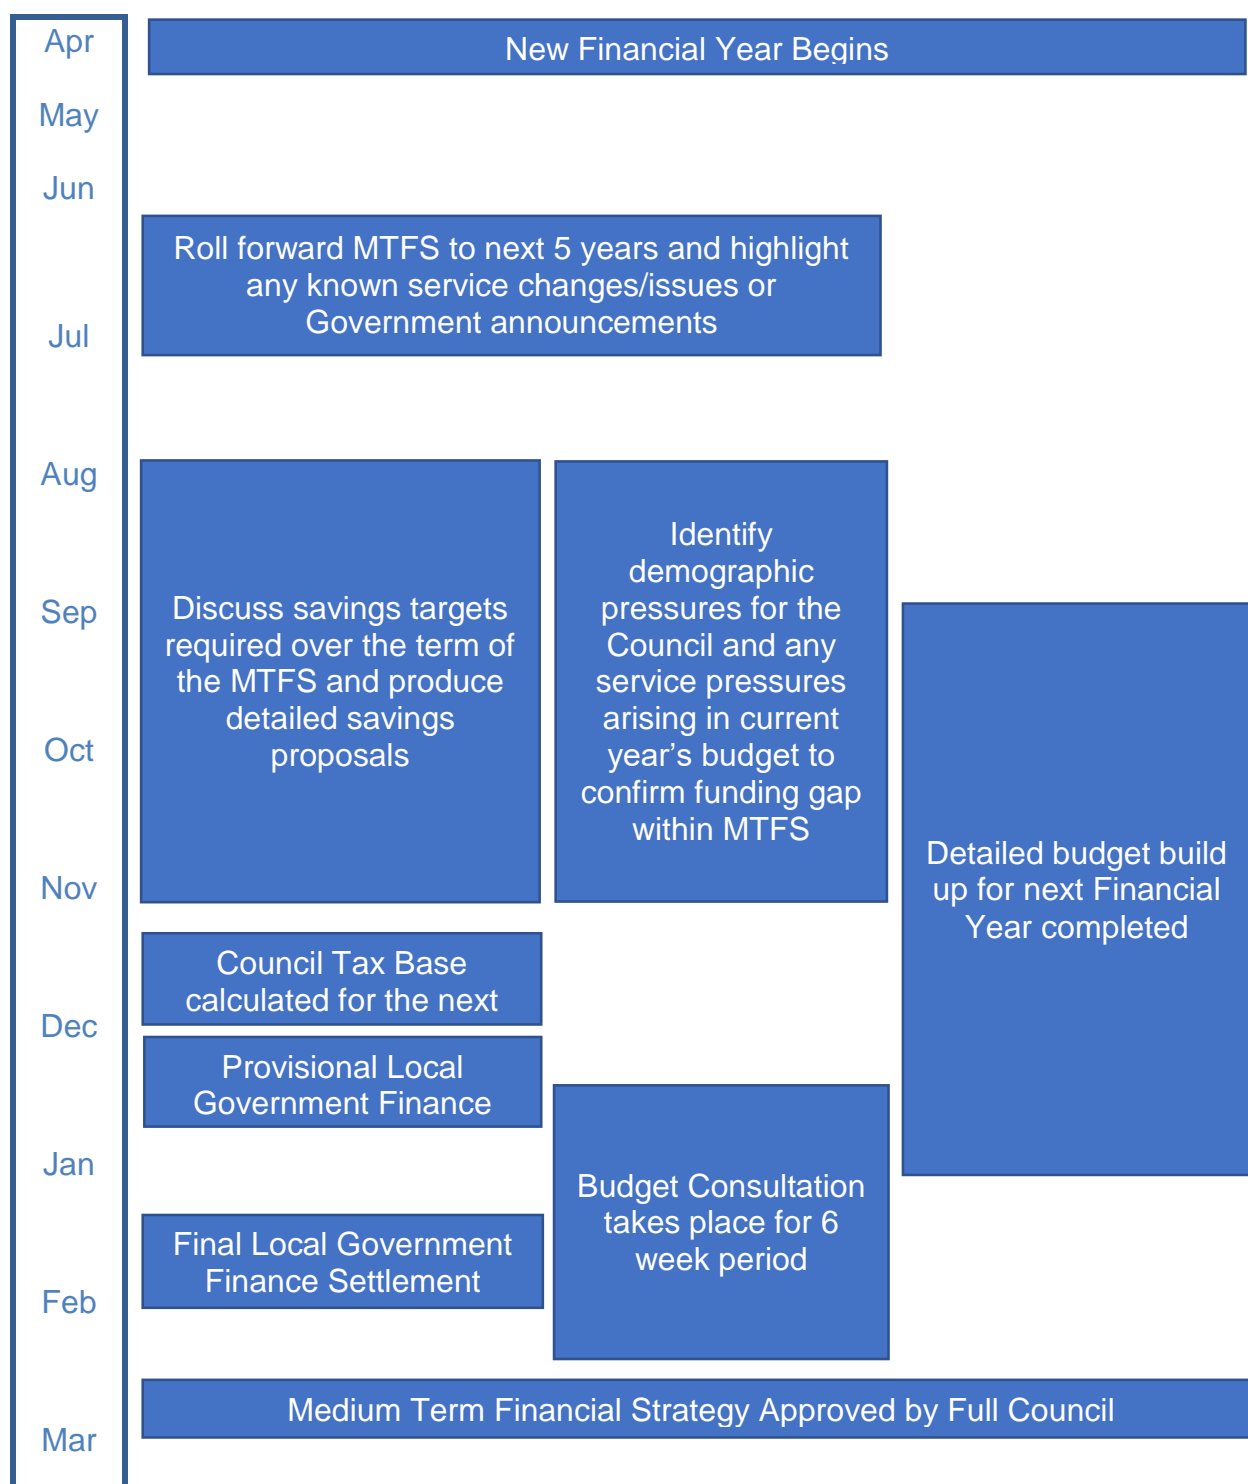 Apr
New Financial Year Begins
May
Jun
Roll forward MTFS to next 5 years and highlight
any known service changes/issues or
Government announcements
Jul
Aug
Discuss savings targets
required over the term of
the MTFS and produce
detailed savings
proposals
Identify
demographic
pressures for the
Council and any
service pressures
arising in current
year’s budget to
confirm funding gap
within MTFS
Sep
Oct
Detailed budget build
up for next Financial
Year completed
Nov
Council Tax Base
calculated for the next
Dec
Provisional Local
Government Finance
Jan
Budget Consultation
takes place for 6
week period
Final Local Government
Finance Settlement
Feb
Medium Term Financial Strategy Approved by Full Council
Mar